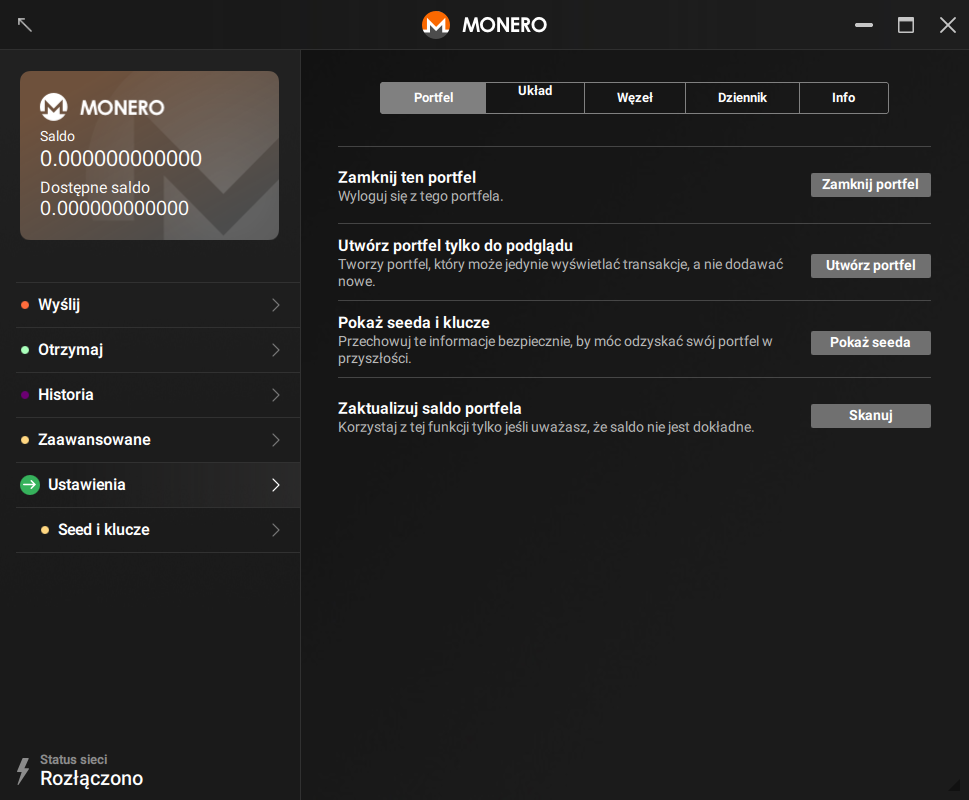 MONERO
MONERO
Saldo
0.000000000000
Dostępne saldo
0.000000000000
Wyślij
Otrzymaj
Historia
Zaawansowane
Ustawienia
Seed i klucze
Status sieci
Rozłączono
Portfel Układ Węzeł Dziennik Info
Zamknij ten portfel
Wyloguj się z tego portfela.
Zamknij portfel
Utwórz portfel tylko do podglądu
Tworzy portfel, który może jedynie wyświetlać transakcje, a nie dodawać
nowe.
Utwórz portfel
Pokaż seeda i klucze
Przechowuj te informacje bezpiecznie, by móc odzyskać swój portfel w
przyszłości.
Pokaż seeda
Zaktualizuj saldo portfela
Korzystaj z tej funkcji tylko jeśli uważasz, że saldo nie jest dokładne.
Skanuj